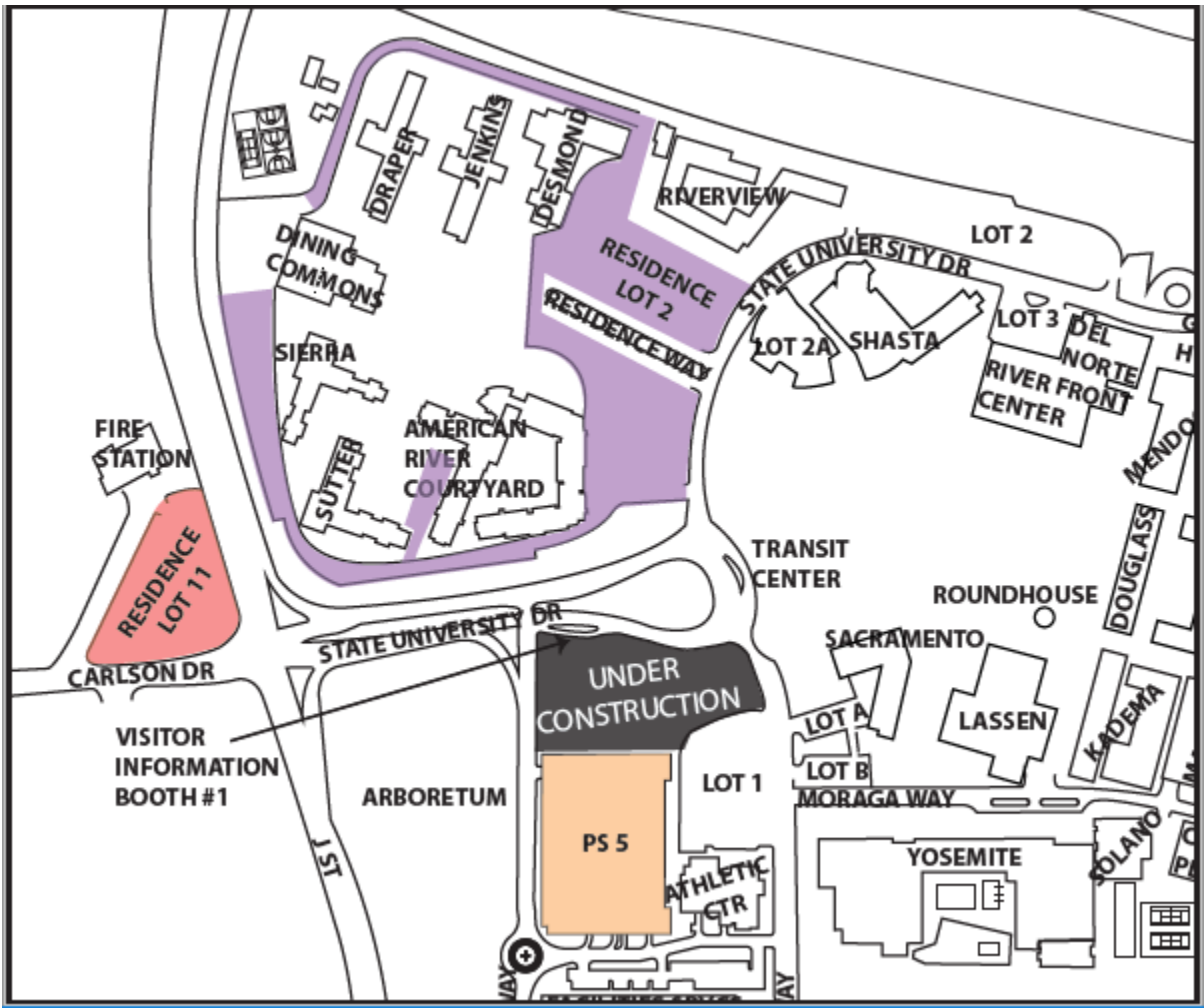 DRAPER
JENKINS
DESMOND
RIVERVIEW
DINING
COMMONS
RESIDENCE
LOT 2
RESIDENCE WAY
STATE UNIVERSITY DR
LOT 2
LOT 3
DEL
NORTE
RIVER FRONT
CENTER
LOT 2A
SHASTA
SIERRA
SUTTER
AMERICAN
RIVER
COURTYARD
FIRE
STATION
RESIDENCE
LOT 11
CARLSON DR
STATE UNIVERSITY DR
TRANSIT
CENTER
ROUNDHOUSE
DOUGLASS
MENDO
SACRAMENTO
LASSEN
KADEMA
UNDER
CONSTRUCTION
VISITOR
INFORMATION
BOOTH #1
ARBORETUM
J ST
PS 5
LOT 1
LOT A
LOT B
MORAGA WAY
ATHLETIC
CTR
YOSEMITE
SOLANO
WAY
WAY